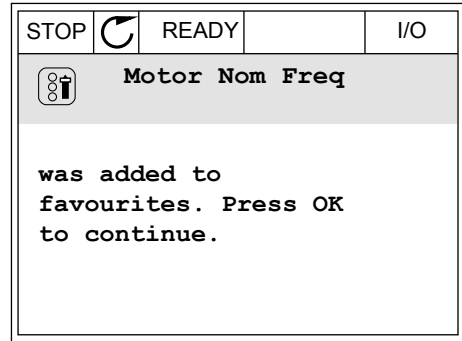 STOP READY I/O
Motor Nom Freq
was added to
favourites. Press OK
to continue.